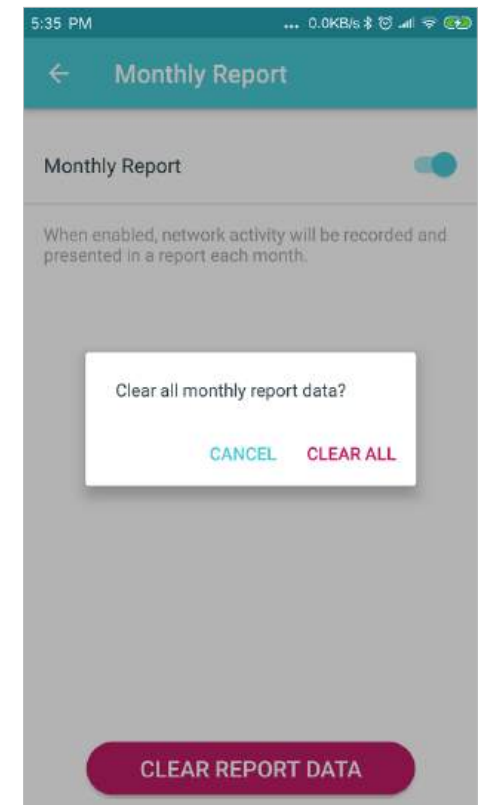 5:35 PM ... 0.0KB/s
Monthly Report
Monthly Report
When enabled, network activity will be recorded and
presented in a report each month.
Clear all monthly report data?
CANCEL CLEAR ALL
CLEAR REPORT DATA